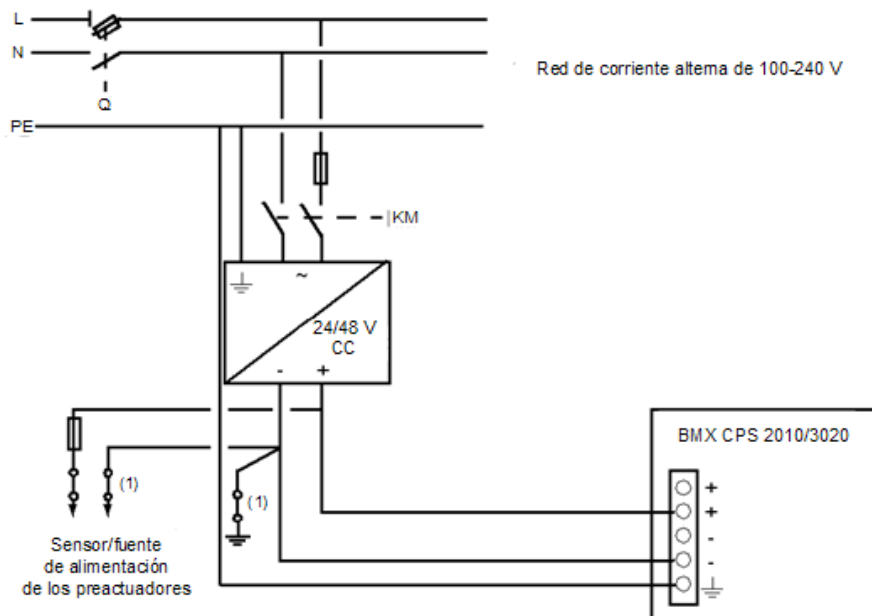 L
N
Red de corriente alterna de 100-240 V
Q
PE
KM
~
24/48 V
CC
- +
BMX CPS 2010/3020
+
+
-
-
(1)
(1)
Sensor/fuente
de alimentación
de los preactuadores